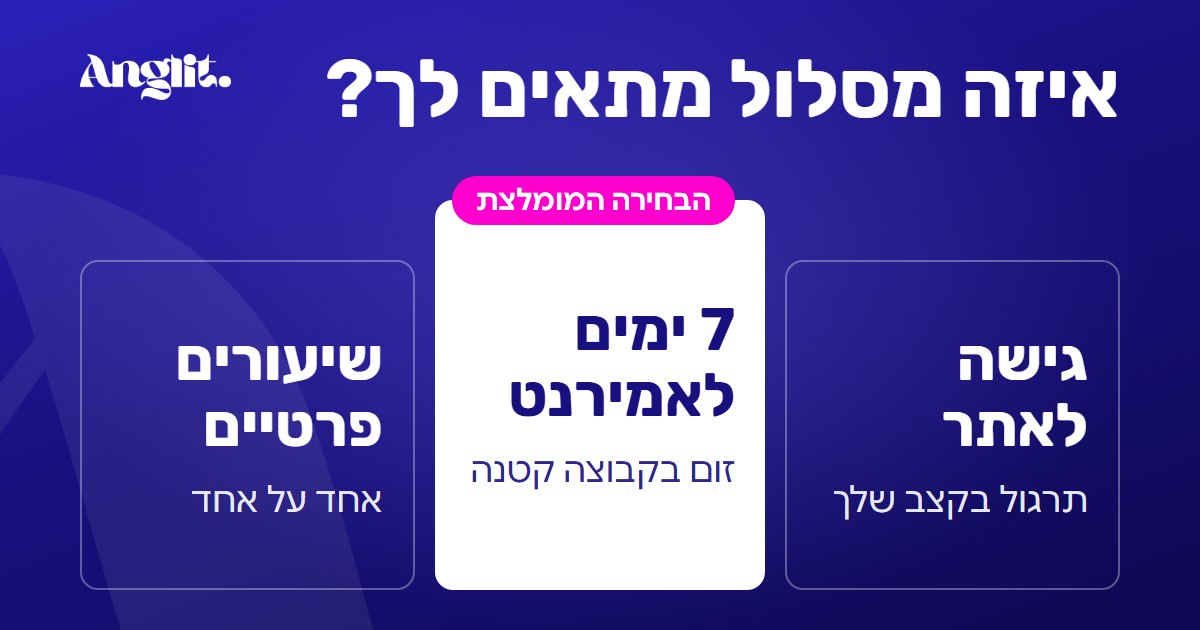 איזה מסלול מתאים לך?
Anglit.
גישה
לאתר
תרגול בקצב שלך
הבחירה המומלצת
7 ימים
לאמירנט
זום בקבוצה קטנה
שיעורים
פרטיים
אחד על אחד